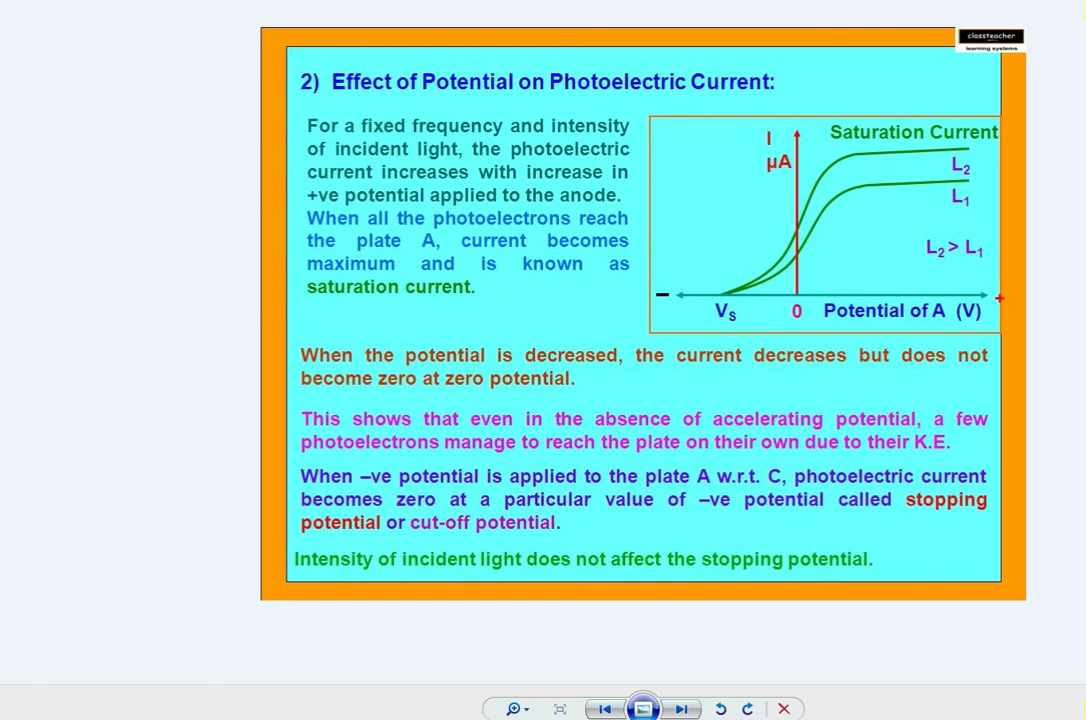 classteacher
learning systems
2) Effect of Potential on Photoelectric Current:
For a fixed frequency and intensity
of incident light, the photoelectric
current increases with increase in
+ve potential applied to the anode.
When all the photoelectrons reach
the plate A, current becomes
maximum and is known as
saturation current.
I
µA
Saturation Current
L₂
L₁
L₂ > L₁
– +
Vₛ 0 Potential of A (V)
When the potential is decreased, the current decreases but does not
become zero at zero potential.
This shows that even in the absence of accelerating potential, a few
photoelectrons manage to reach the plate on their own due to their K.E.
When –ve potential is applied to the plate A w.r.t. C, photoelectric current
becomes zero at a particular value of –ve potential called stopping
potential or cut-off potential.
Intensity of incident light does not affect the stopping potential.